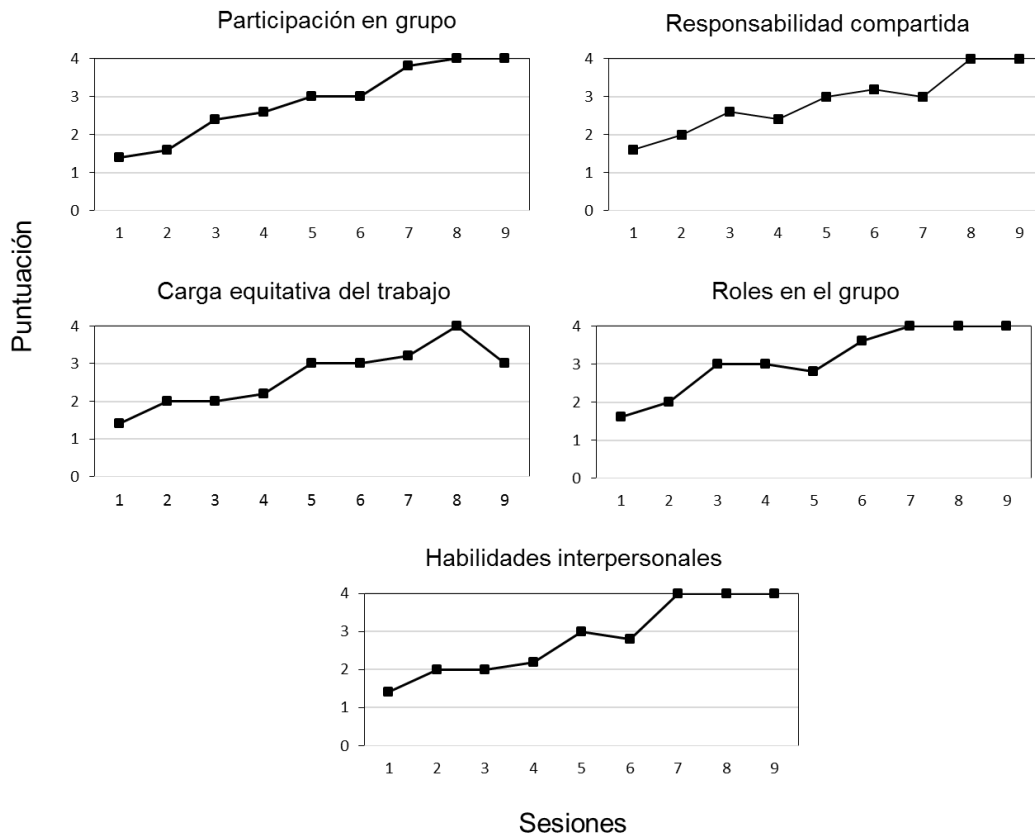 Participación en grupo
4
3
2
1
0
1 2 3 4 5 6 7 8 9
Responsabilidad compartida
4
3
2
1
0
1 2 3 4 5 6 7 8 9
Puntuación
Carga equitativa del trabajo
4
3
2
1
0
1 2 3 4 5 6 7 8 9
Roles en el grupo
4
3
2
1
0
1 2 3 4 5 6 7 8 9
Habilidades interpersonales
4
3
2
1
0
1 2 3 4 5 6 7 8 9
Sesiones